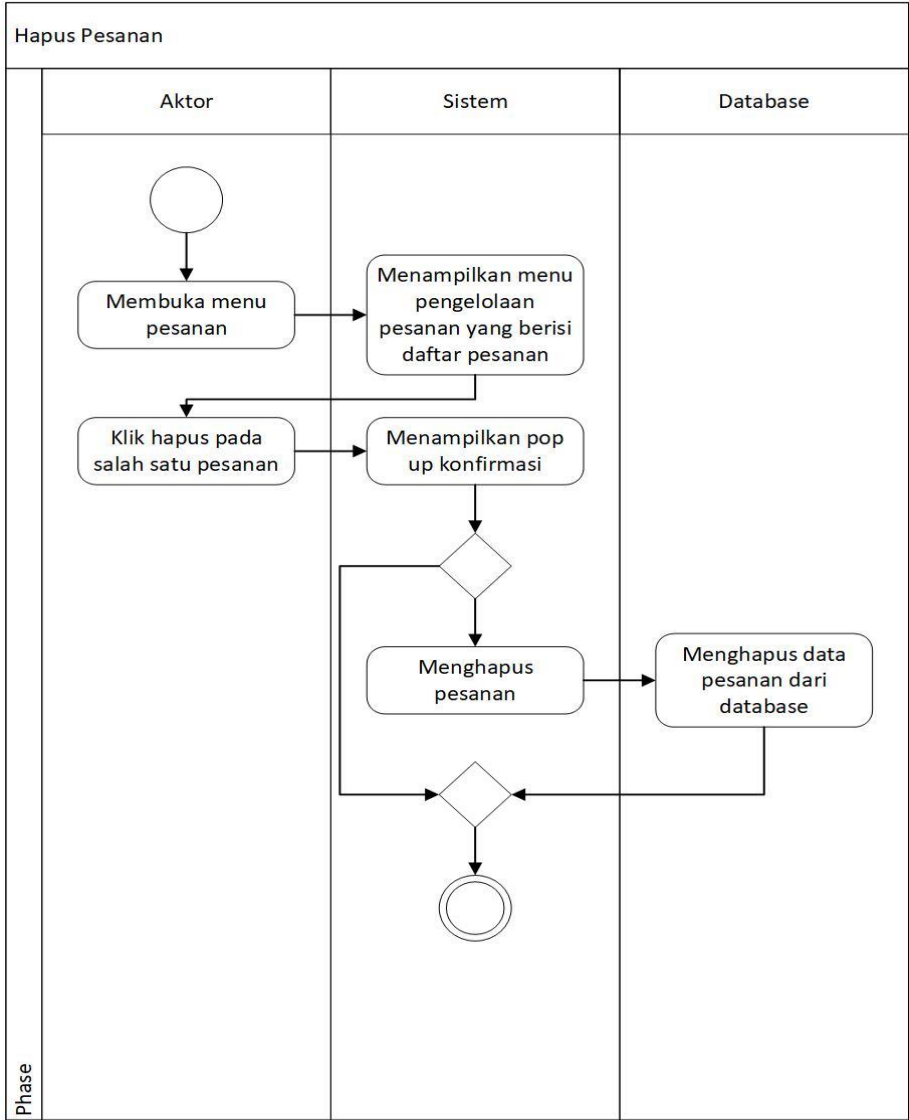 Hapus Pesanan
Aktor
Sistem
Database
Membuka menu
pesanan
Menampilkan menu
pengelolaan
pesanan yang berisi
daftar pesanan
Klik hapus pada
salah satu pesanan
Menampilkan pop
up konfirmasi
Menghapus
pesanan
Menghapus data
pesanan dari
database
Phase